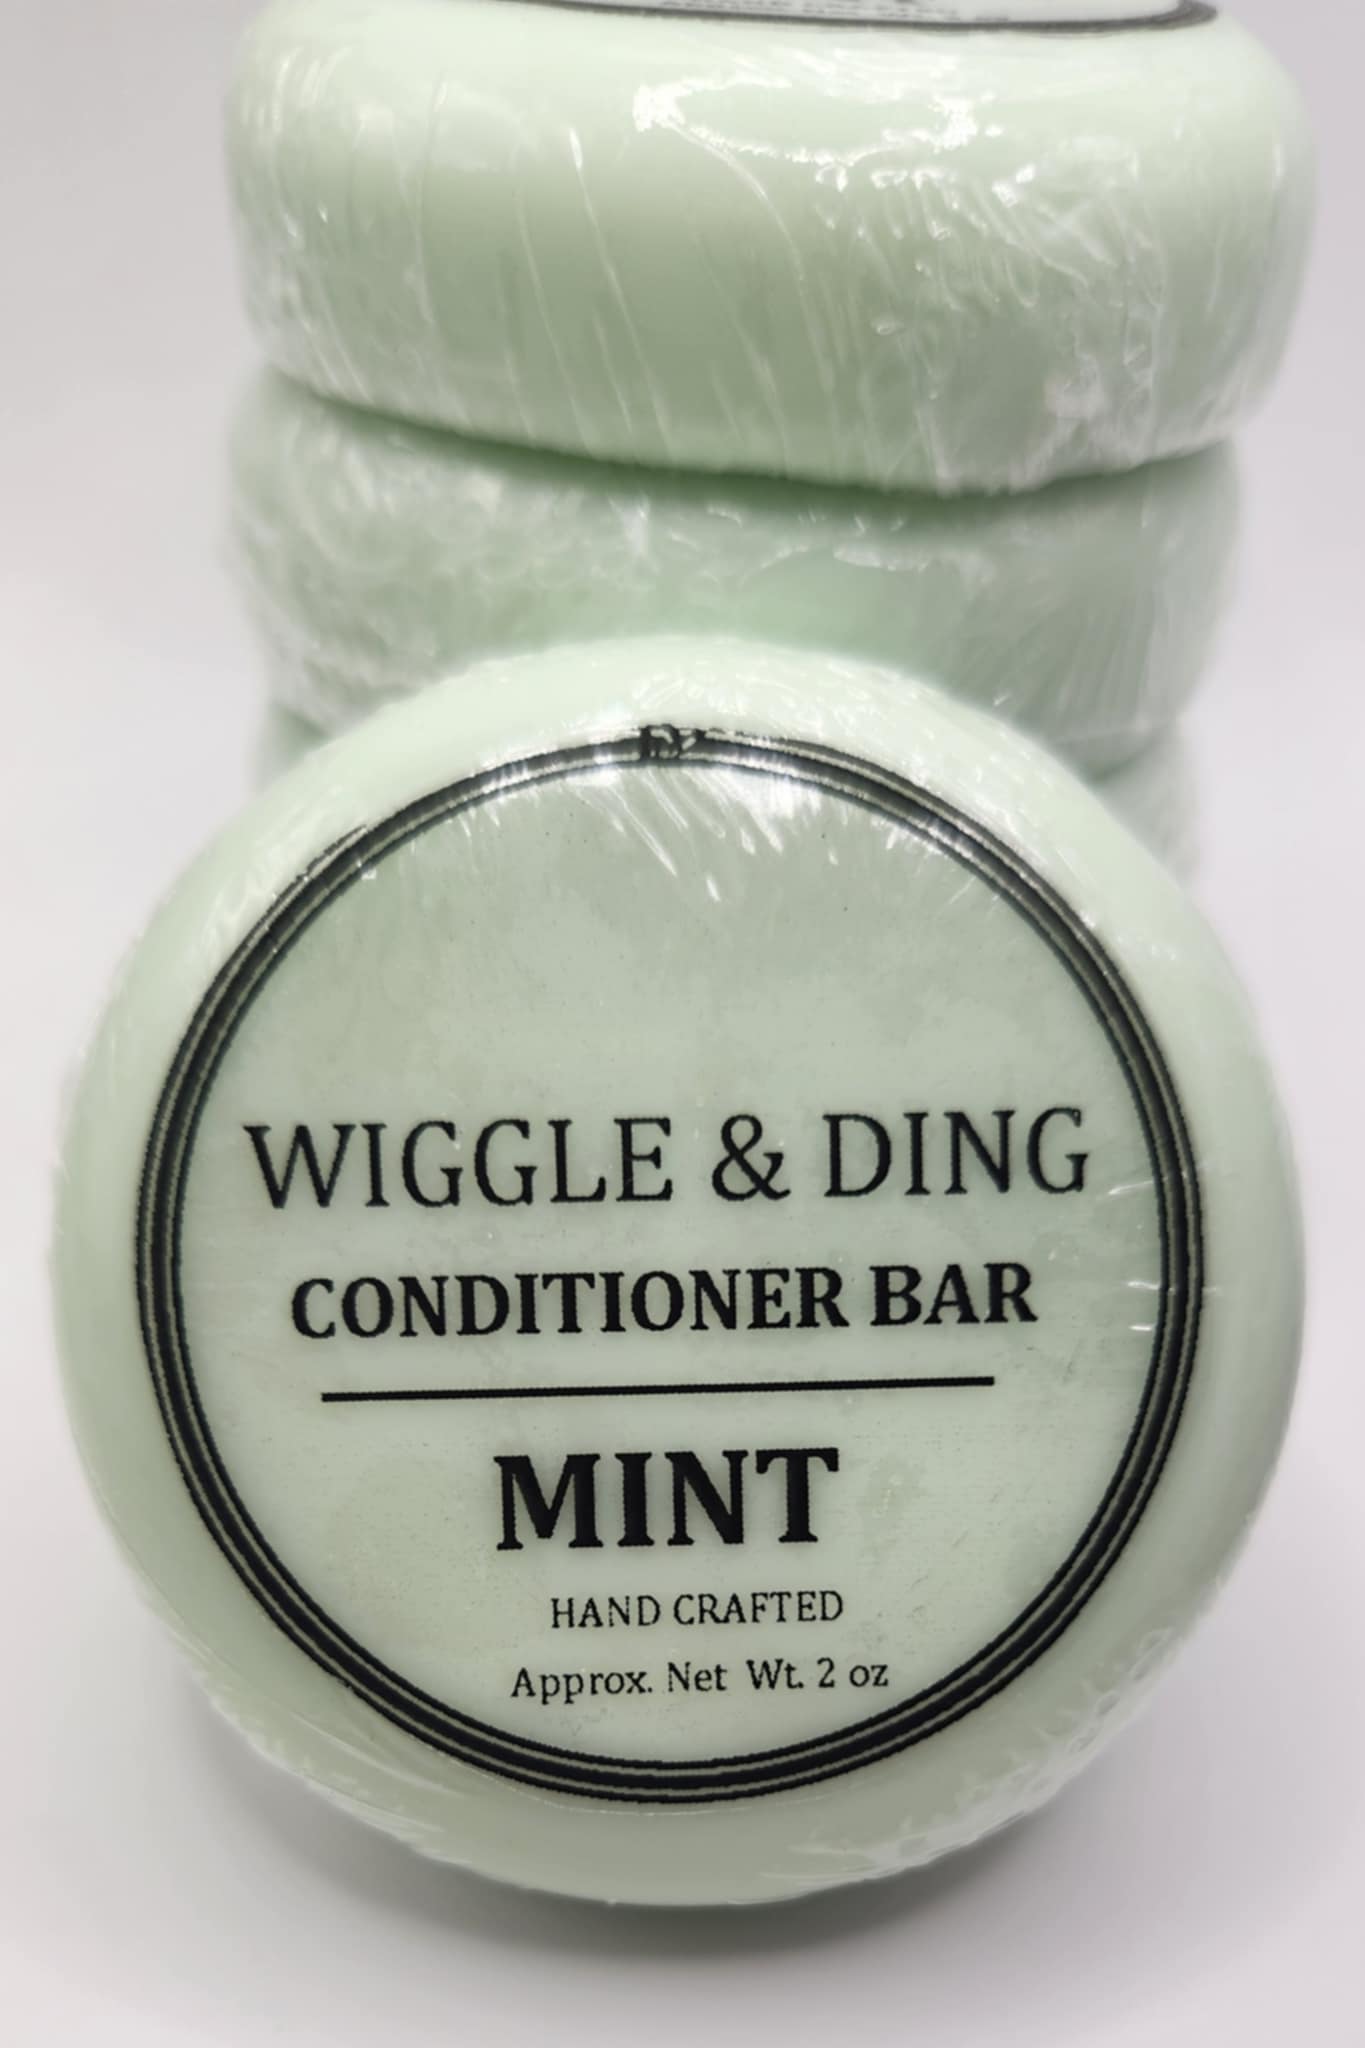 WIGGLE & DING
CONDITIONER BAR
MINT
HAND CRAFTED
Approx. Net Wt. 2 oz